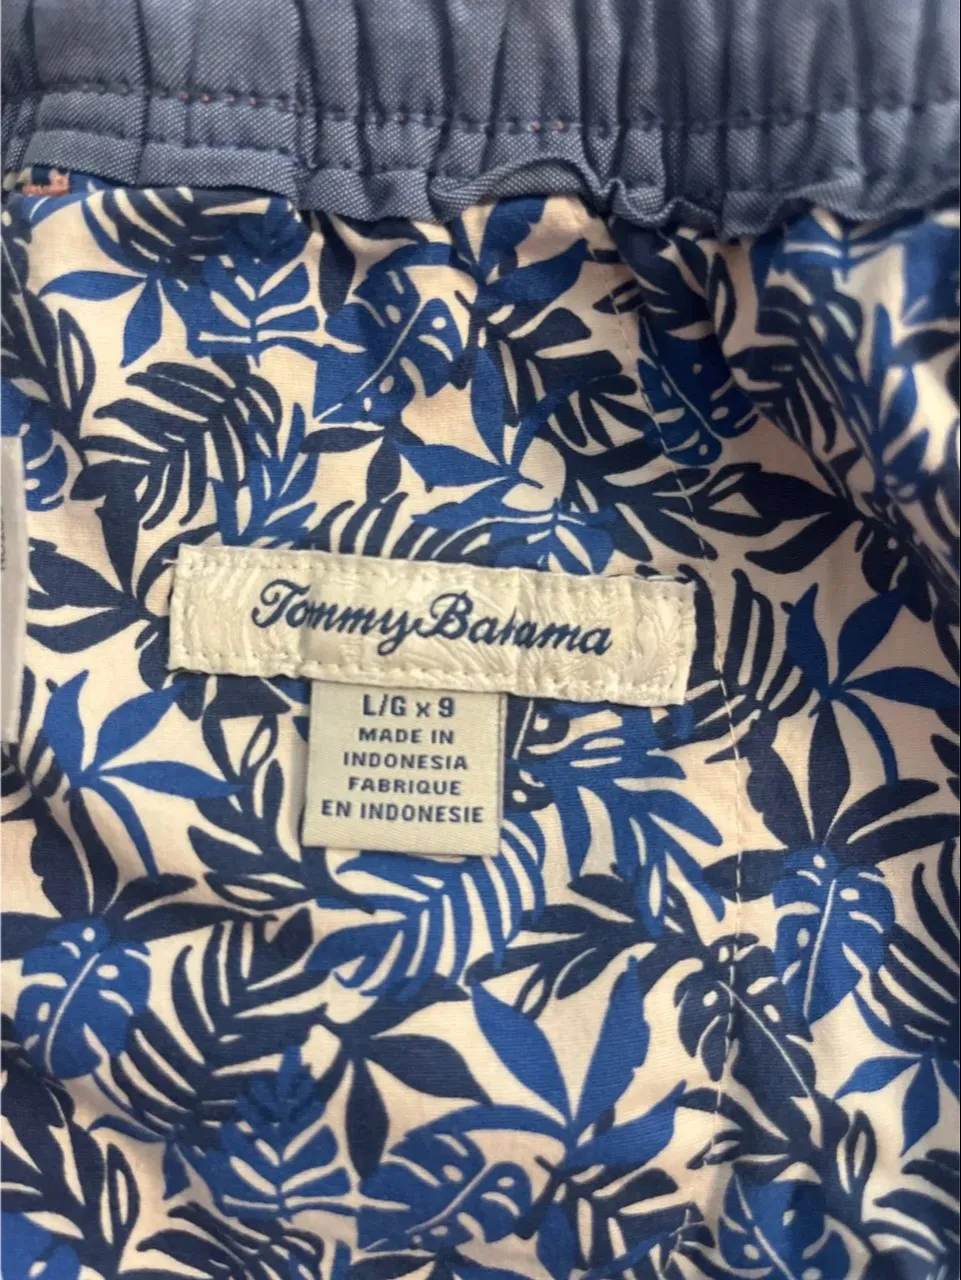 Tommy Bahama
L/G x 9
MADE IN
INDONESIA
FABRIQUE
EN INDONESIE